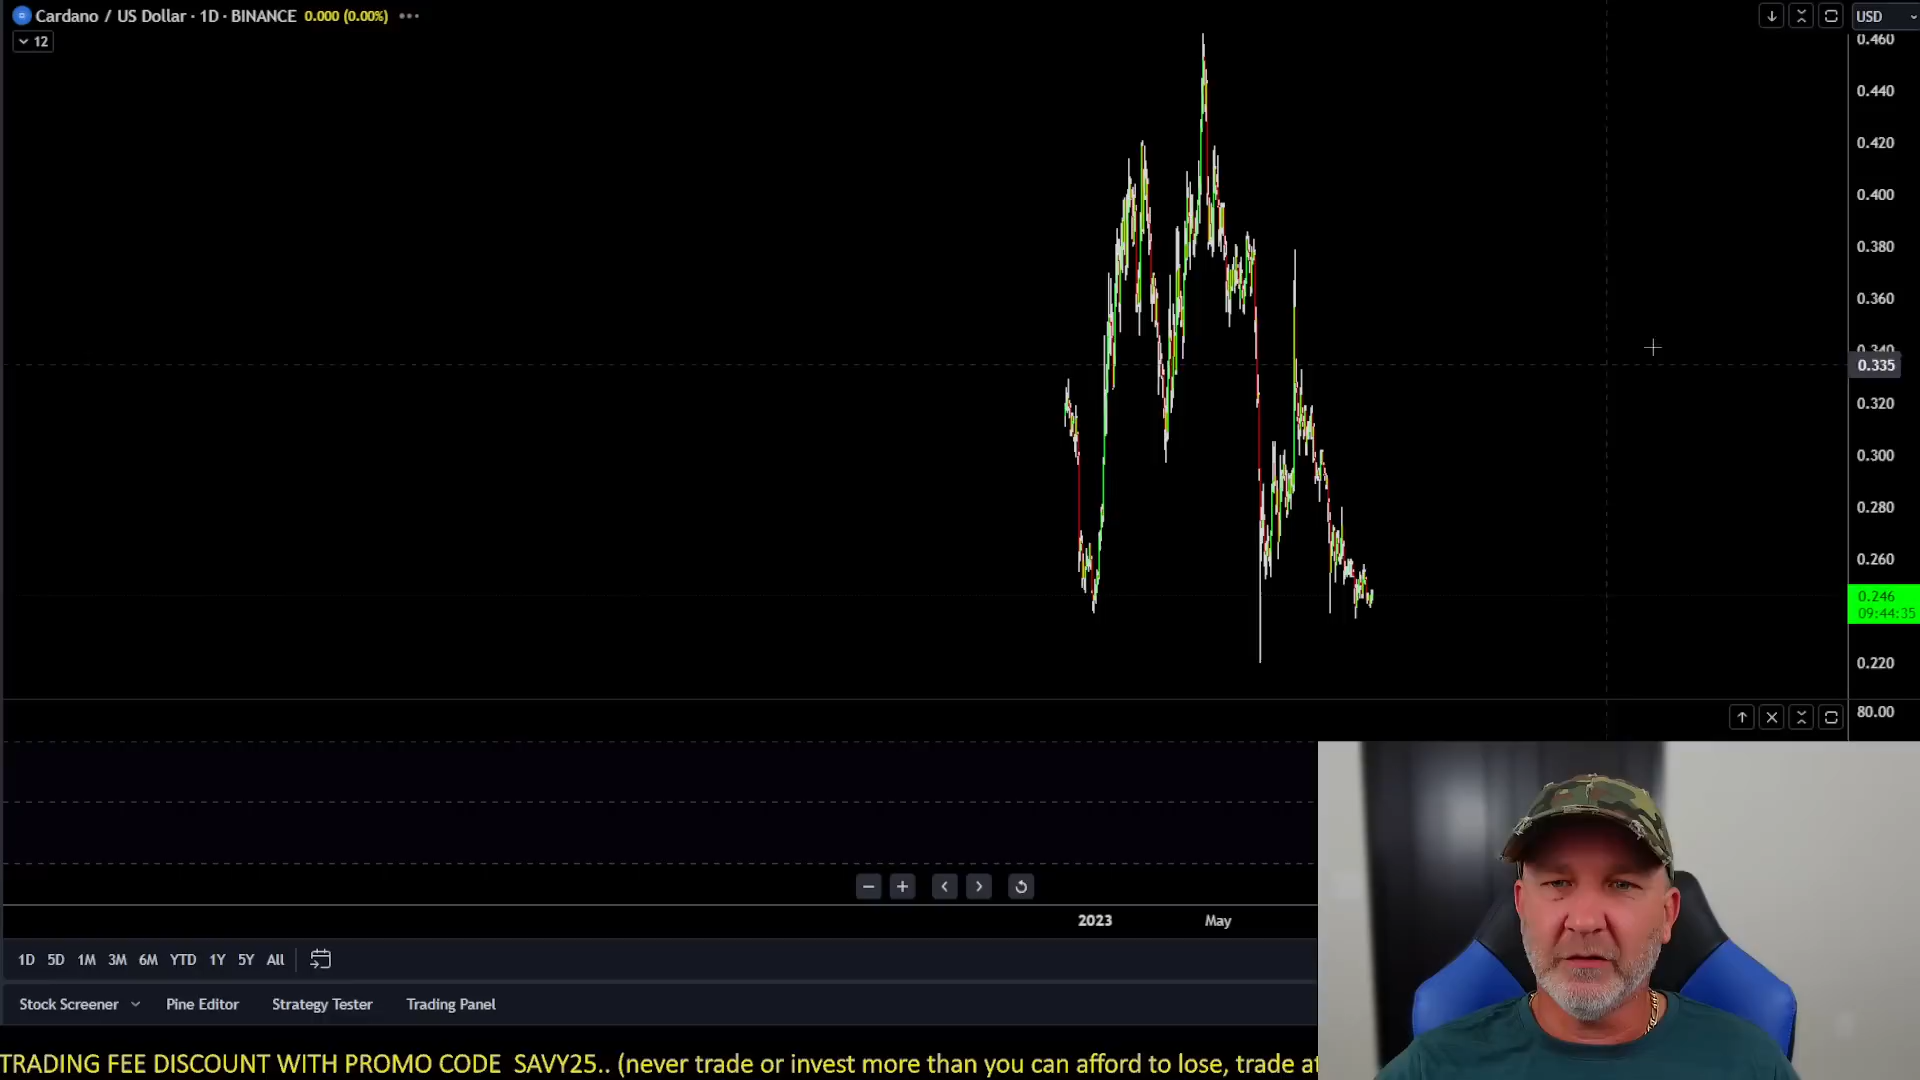 Cardano / US Dollar · 1D · BINANCE 0.000 (0.00%)
USD
12
0.460
0.440
0.420
0.400
0.380
0.360
0.340
0.335
0.320
0.300
0.280
0.260
0.246
09:44:35
0.220
80.00
2023 May
1D 5D 1M 3M 6M YTD 1Y 5Y All
Stock Screener Pine Editor Strategy Tester Trading Panel
TRADING FEE DISCOUNT WITH PROMO CODE SAVY25.. (never trade or invest more than you can afford to lose, trade